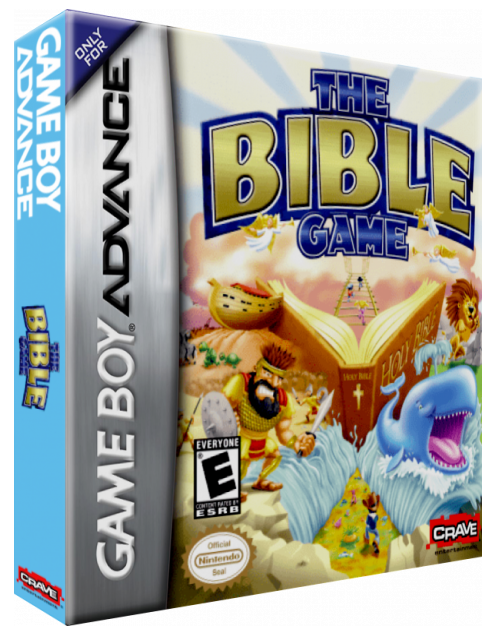 GAME BOY
ADVANCE
THE
BIBLE
GAME
CRAVE
entertainment
ONLY
FOR
GAME BOY ADVANCE
THE
BIBLE
GAME
HOLY BIBLE
HOLY BIBLE
EVERYONE
E
CONTENT RATED BY
ESRB
Official
Nintendo
Seal
CRAVE
entertainment